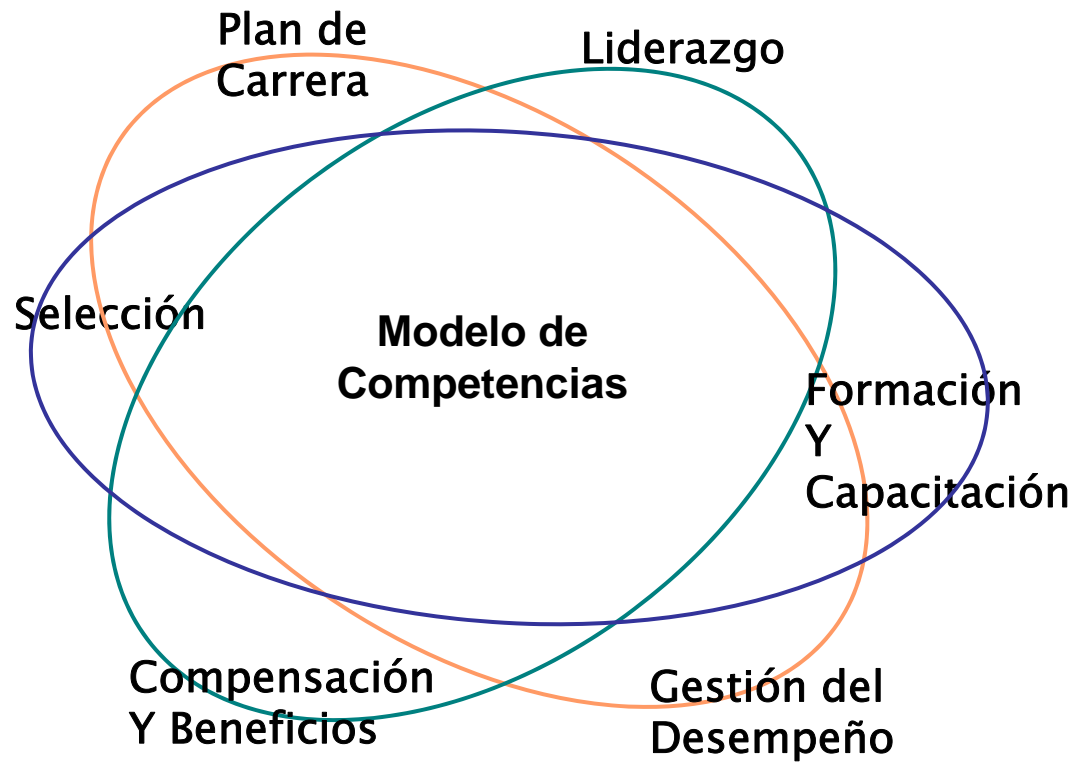 Plan de
Carrera
Liderazgo
Selección
Modelo de
Competencias
Formación
Y
Capacitación
Compensación
Y Beneficios
Gestión del
Desempeño